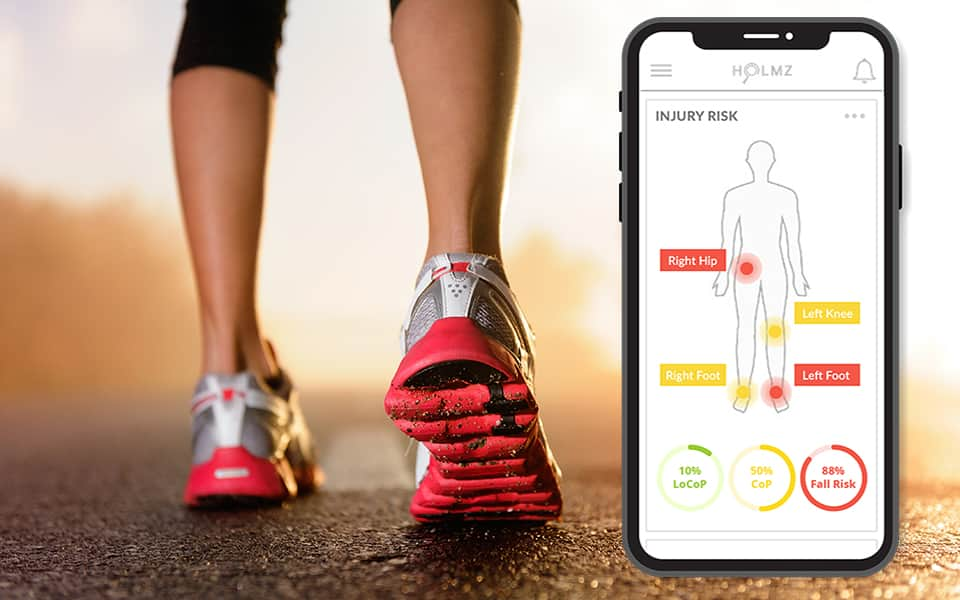 HOLMZ
INJURY RISK
Right Hip
Left Knee
Right Foot
Left Foot
10%
LoCoP
50%
CoP
88%
Fall Risk